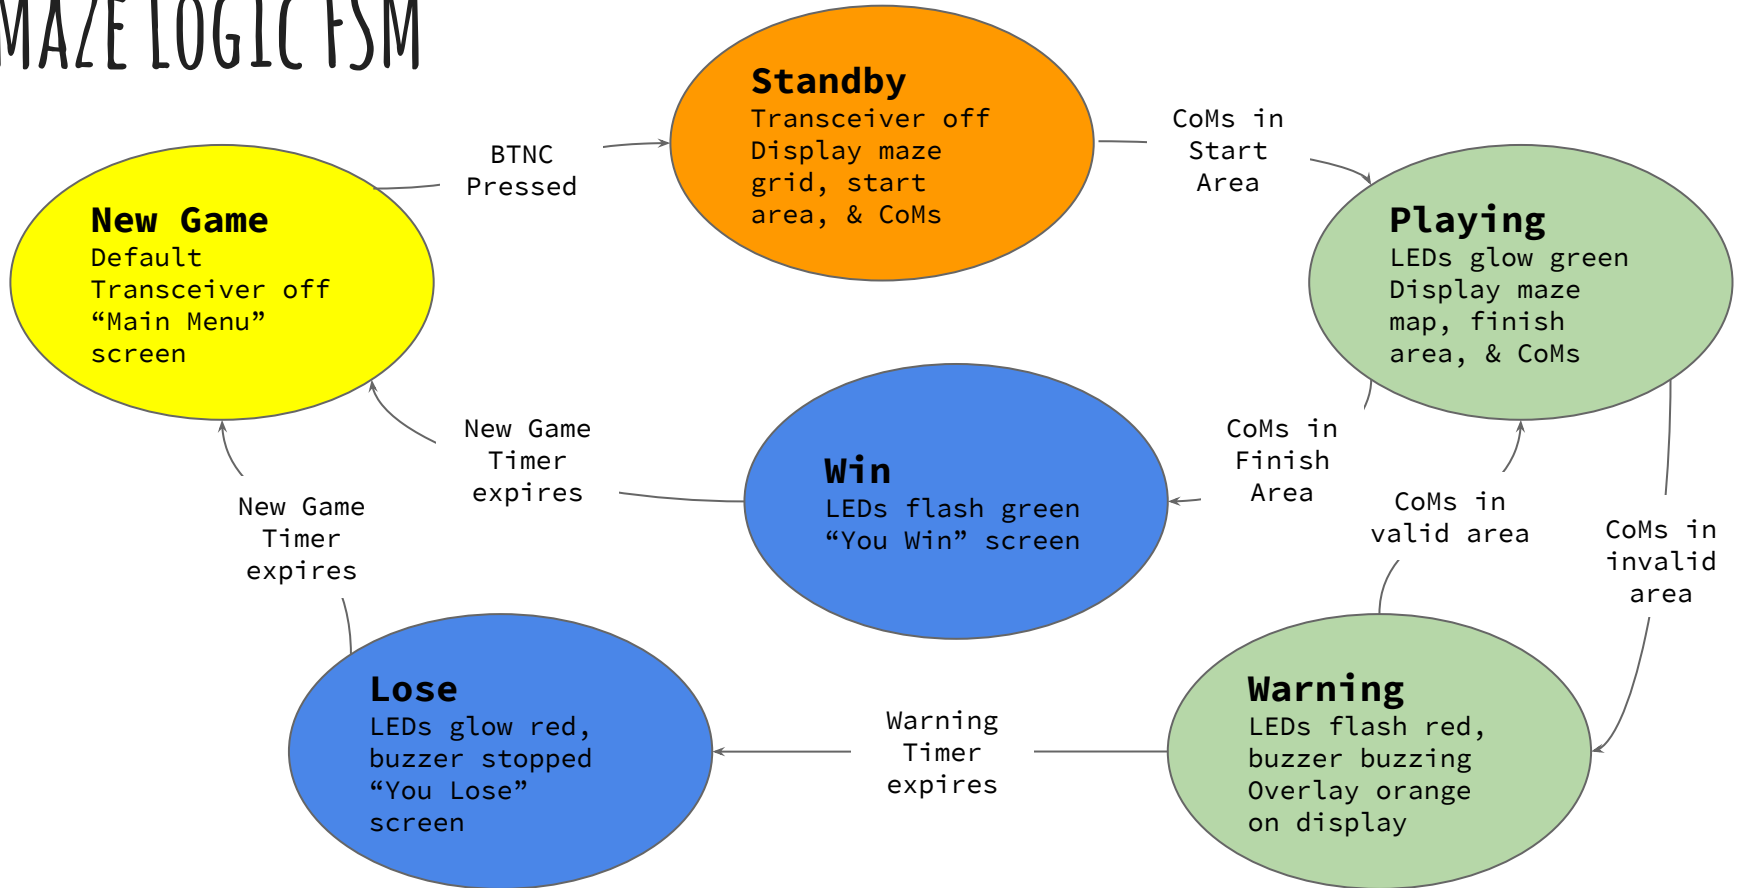 MAZE LOGIC FSM
Standby
Transceiver off
Display maze
grid, start
area, & CoMs
BTNC
Pressed
CoMs in
Start
Area
New Game
Default
Transceiver off
“Main Menu”
screen
Playing
LEDs glow green
Display maze
map, finish
area, & CoMs
New Game
Timer
expires
Win
LEDs flash green
“You Win” screen
CoMs in
Finish
Area
New Game
Timer
expires
CoMs in
valid area
CoMs in
invalid
area
Lose
LEDs glow red,
buzzer stopped
“You Lose”
screen
Warning
Timer
expires
Warning
LEDs flash red,
buzzer buzzing
Overlay orange
on display